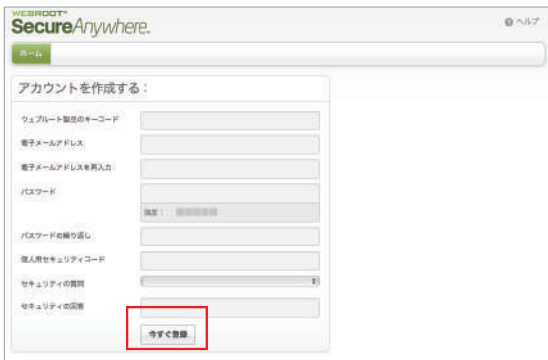 WEBROOT®
SecureAnywhere™
ヘルプ
ホーム
アカウントを作成する：
ウェブルート製品のキーコード
電子メールアドレス
電子メールアドレスを再入力
パスワード
強度：
パスワードの繰り返し
個人用セキュリティコード
セキュリティの質問
セキュリティの回答
今すぐ登録